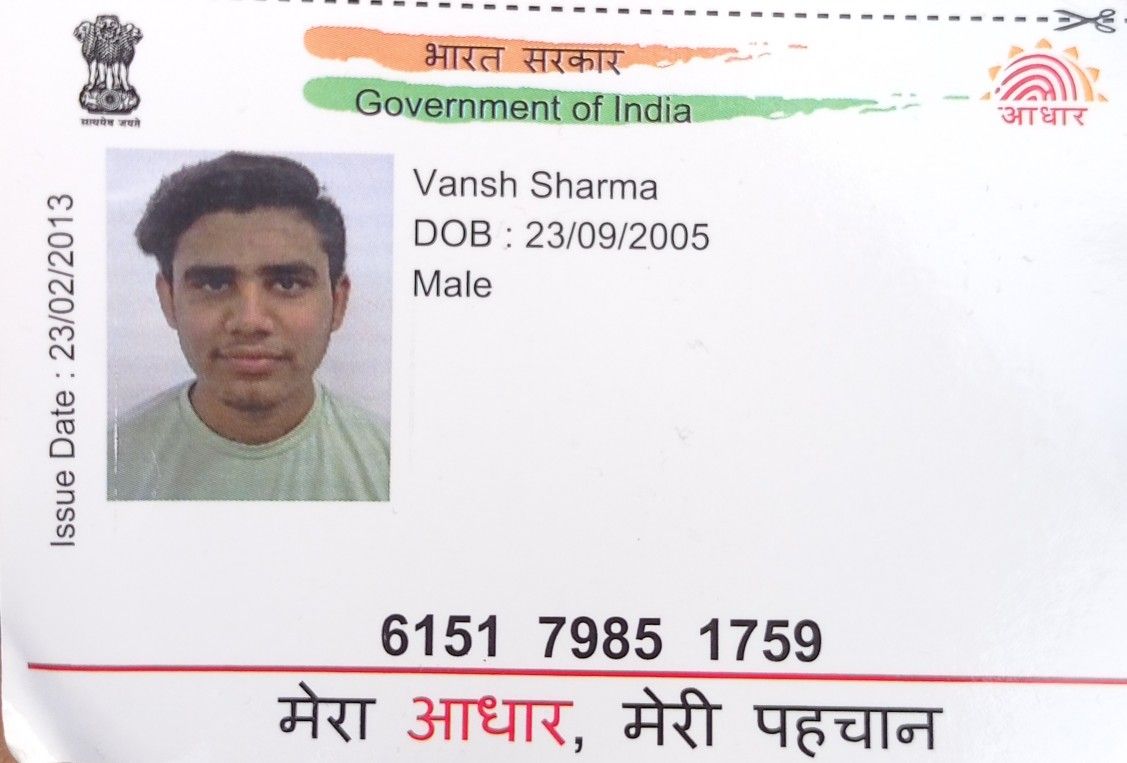 भारत सरकार
Government of India
सत्यमेव जयते
आधार
Issue Date : 23/02/2013
Vansh Sharma
DOB : 23/09/2005
Male
6151 7985 1759
मेरा आधार, मेरी पहचान